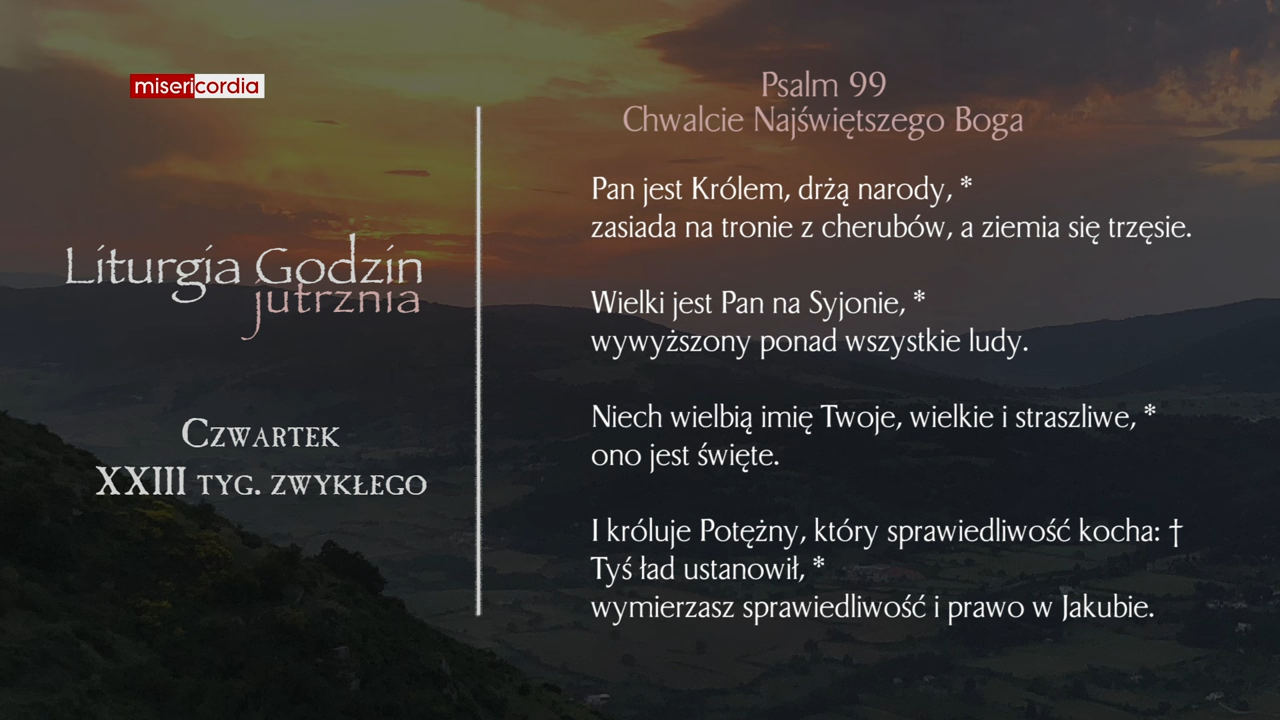 misericordia
Liturgia Godzin
jutrznia
Czwartek
XXIII tyg. zwykłego
Psalm 99
Chwalcie Najświętszego Boga
Pan jest Królem, drżą narody, *
zasiada na tronie z cherubów, a ziemia się trzęsie.
Wielki jest Pan na Syjonie, *
wywyższony ponad wszystkie ludy.
Niech wielbią imię Twoje, wielkie i straszliwe, *
ono jest święte.
I króluje Potężny, który sprawiedliwość kocha: †
Tyś ład ustanowił, *
wymierzasz sprawiedliwość i prawo w Jakubie.